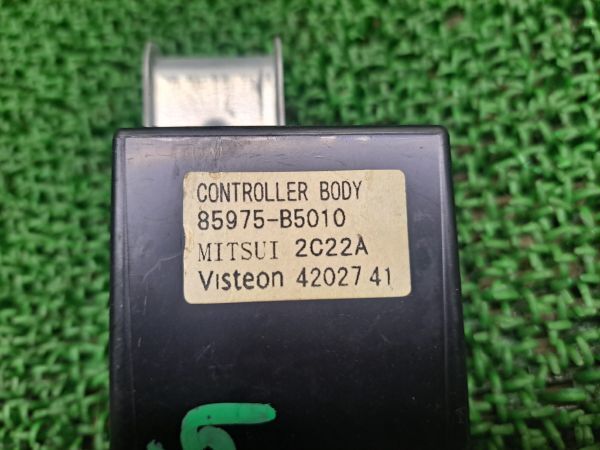 CONTROLLER BODY
85975-B5010
MITSUI 2C22A
Visteon 4202741